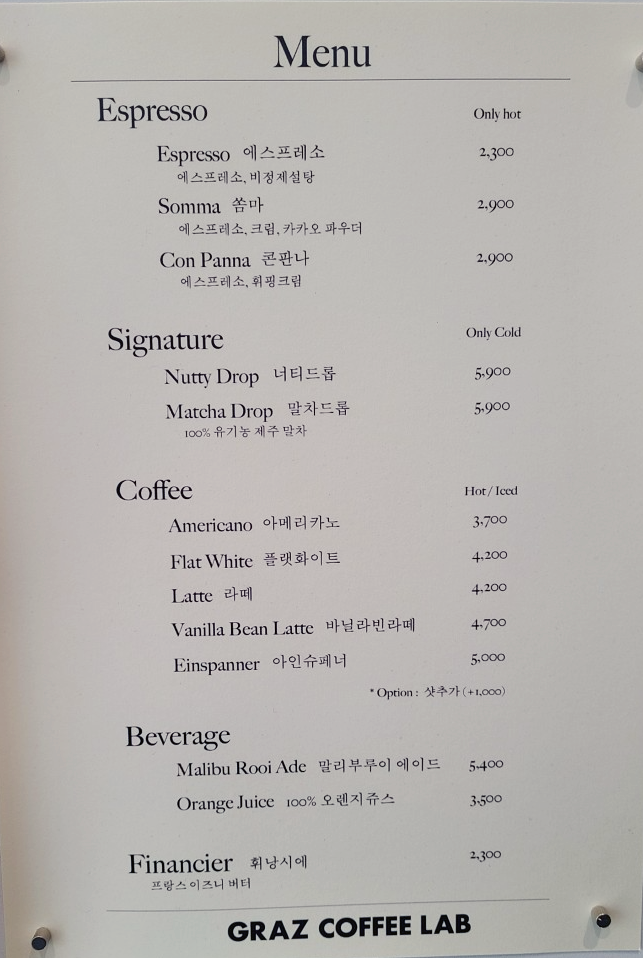 Menu
Espresso Only hot
Espresso 에스프레소 2,300
에스프레소, 비정제설탕
Somma 쏨마 2,900
에스프레소, 크림, 카카오 파우더
Con Panna 콘판나 2,900
에스프레소, 휘핑크림
Signature Only Cold
Nutty Drop 너티드롭 5,900
Matcha Drop 말차드롭 5,900
100% 유기농 제주 말차
Coffee Hot / Iced
Americano 아메리카노 3,700
Flat White 플랫화이트 4,200
Latte 라떼 4,200
Vanilla Bean Latte 바닐라빈라떼 4,700
Einspanner 아인슈페너 5,000
* Option : 샷추가 (+1,000)
Beverage
Malibu Rooi Ade 말리부루이 에이드 5,400
Orange Juice 100% 오렌지쥬스 3,500
Financier 휘낭시에 2,300
프랑스 이즈니 버터
GRAZ COFFEE LAB